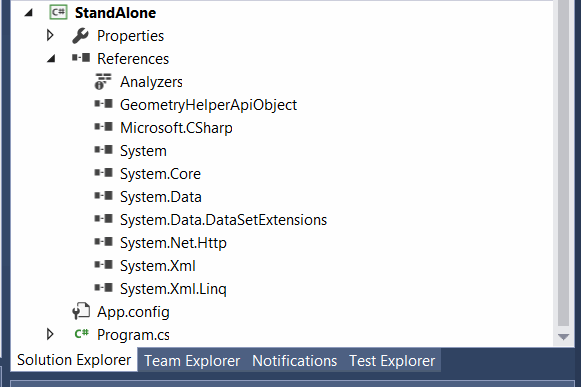 C# StandAlone
Properties
References
Analyzers
GeometryHelperApiObject
Microsoft.CSharp
System
System.Core
System.Data
System.Data.DataSetExtensions
System.Net.Http
System.Xml
System.Xml.Linq
App.config
C# Program.cs
Solution Explorer Team Explorer Notifications Test Explorer